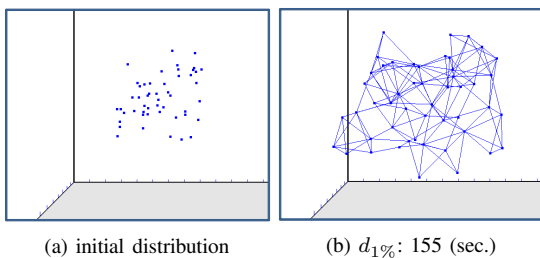 (a) initial distribution
(b) d1%: 155 (sec.)